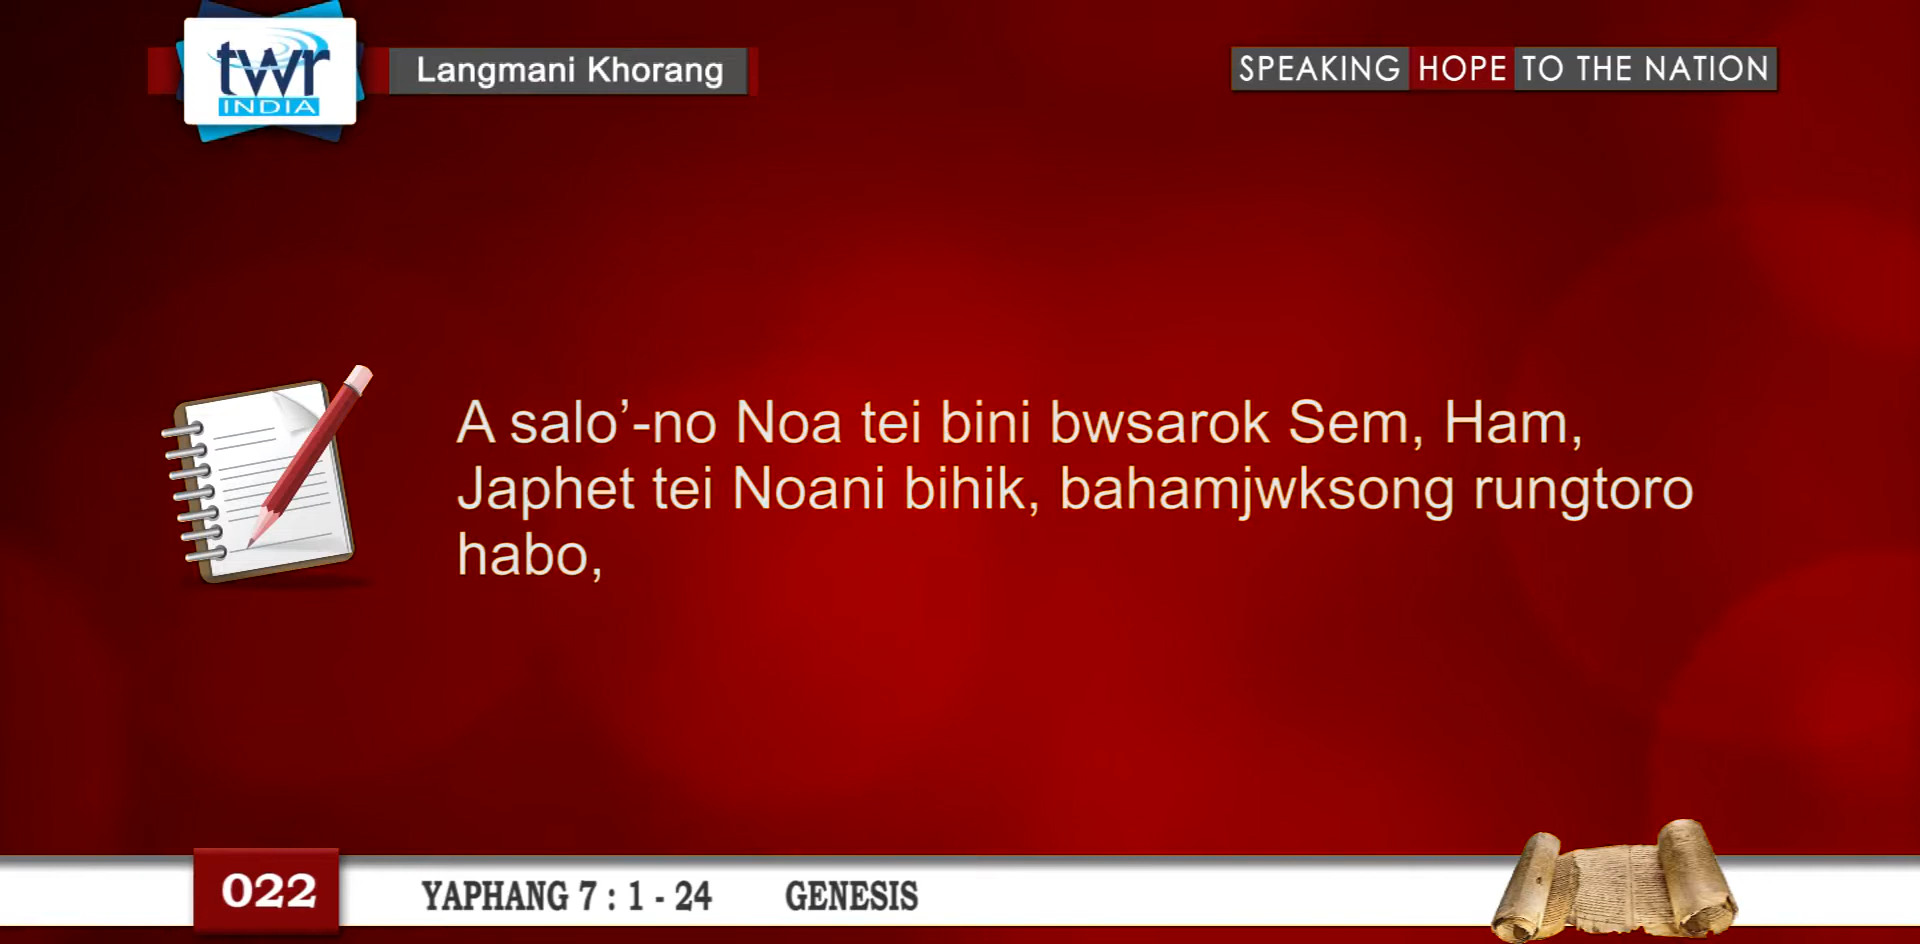 twr
INDIA
Langmani Khorang
SPEAKING HOPE TO THE NATION
A salo’-no Noa tei bini bwsarok Sem, Ham,
Japhet tei Noani bihik, bahamjwksong rungtoro
habo,
022
YAPHANG 7 : 1 - 24 GENESIS